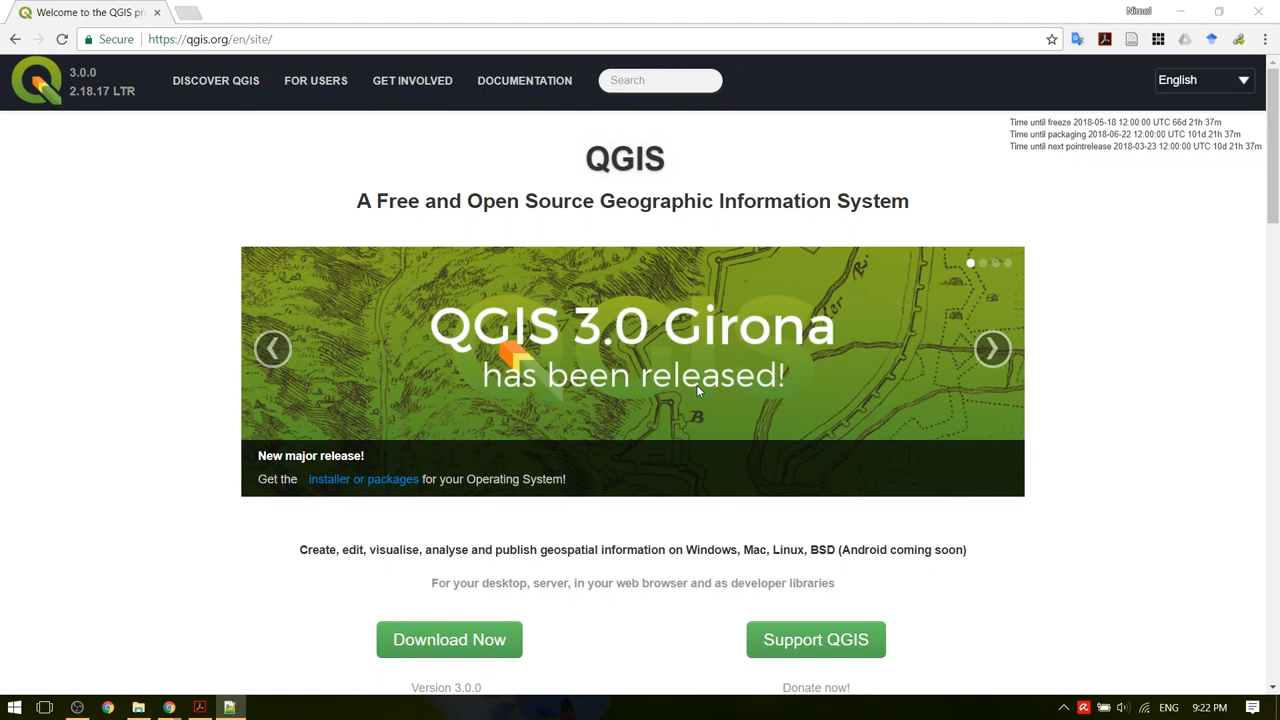 Welcome to the QGIS pr
Nimol
Secure
https://qgis.org/en/site/
3.0.0
2.18.17 LTR
DISCOVER QGIS
FOR USERS
GET INVOLVED
DOCUMENTATION
Search
English
Time until freeze 2018-05-18 12:00:00 UTC 66d 21h 37m
Time until packaging 2018-06-22 12:00:00 UTC 101d 21h 37m
Time until next pointrelease 2018-03-23 12:00:00 UTC 10d 21h 37m
QGIS
A Free and Open Source Geographic Information System
QGIS 3.0 Girona
has been released!
B
New major release!
Get the installer or packages for your Operating System!
Create, edit, visualise, analyse and publish geospatial information on Windows, Mac, Linux, BSD (Android coming soon)
For your desktop, server, in your web browser and as developer libraries
Download Now
Support QGIS
Version 3.0.0
Donate now!
ENG
9:22 PM